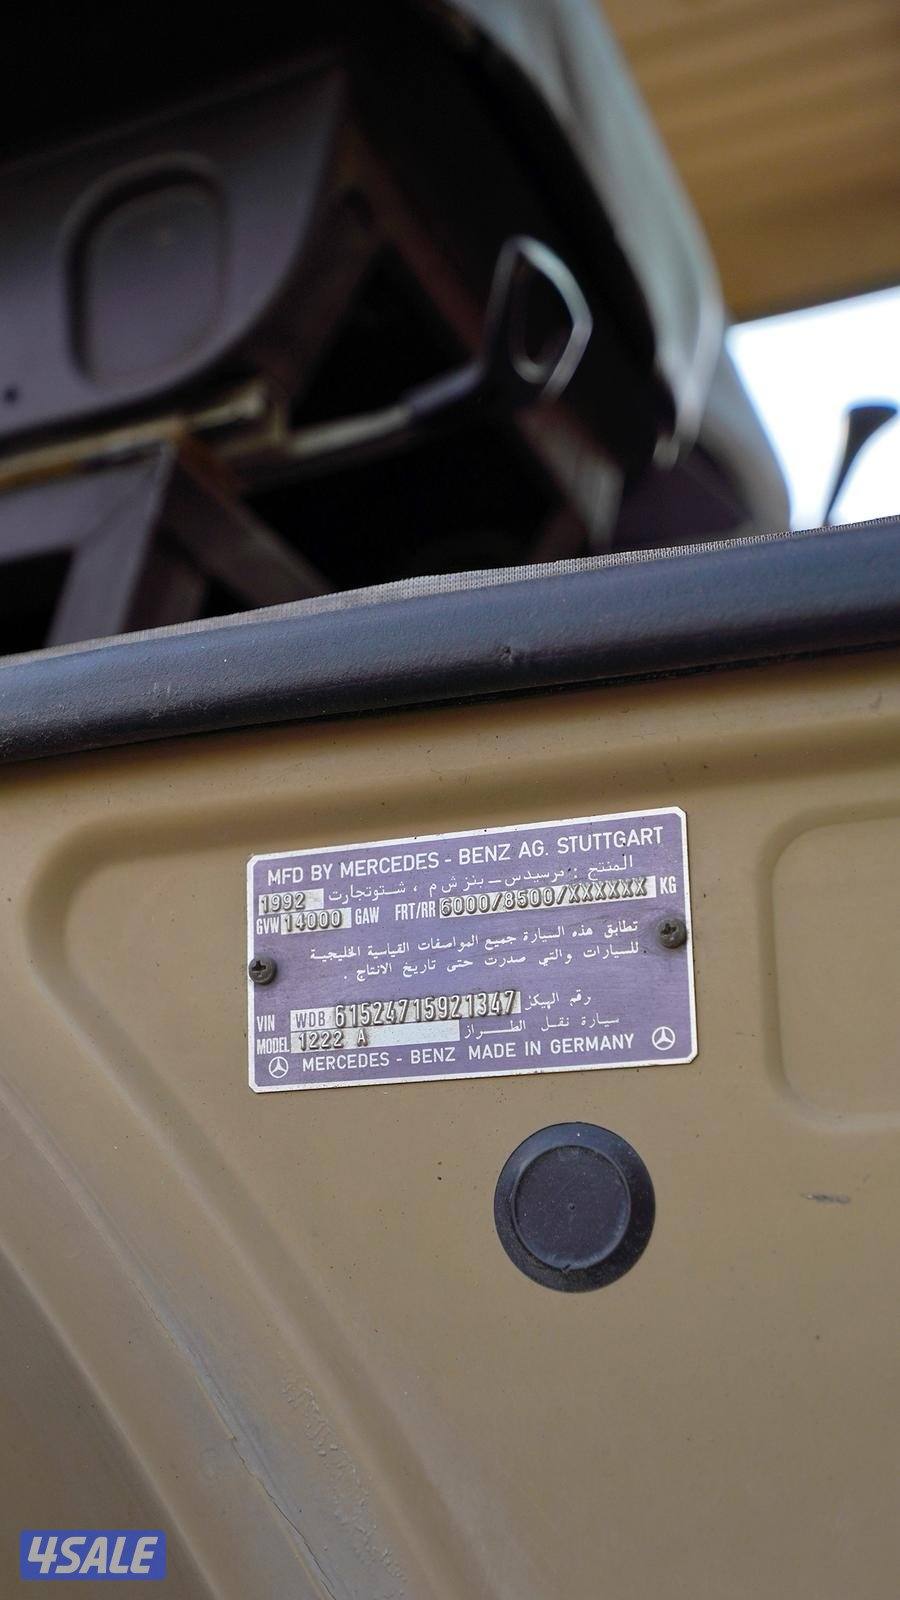 MFD BY MERCEDES - BENZ AG. STUTTGART
المنتج : مرسيدس - بنز ش م ، شتوتجارت
1992
GVW 14000 GAW FRT/RR 6000/8500/XXXXXX KG
تطابق هذه السيارة جميع المواصفات القياسية الخليجية
للسيارات والتي صدرت حتى تاريخ الانتاج .
VIN WDB 61524715921347 رقم الهيكل
MODEL 1222 A سيارة نقل الطراز
MERCEDES - BENZ MADE IN GERMANY
4SALE